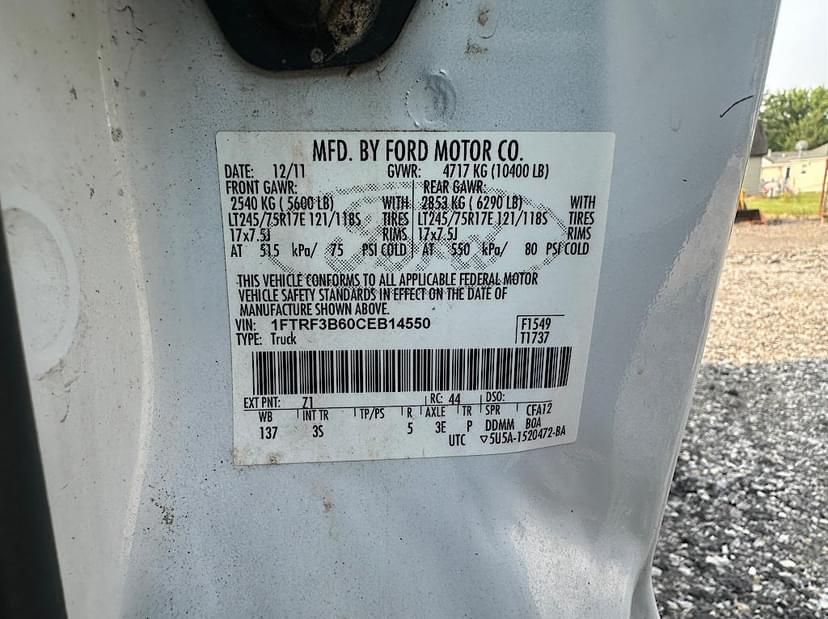 MFD. BY FORD MOTOR CO.
DATE: 12/11 GVWR: 4717 KG (10400 LB)
FRONT GAWR: REAR GAWR:
2540 KG ( 5600 LB) WITH 2853 KG ( 6290 LB) WITH
LT245/75R17E 121/118S TIRES LT245/75R17E 121/118S TIRES
17x7.5J RIMS 17x7.5J RIMS
AT 515 kPa/ 75 PSI COLD AT 550 kPa/ 80 PSI COLD
THIS VEHICLE CONFORMS TO ALL APPLICABLE FEDERAL MOTOR
VEHICLE SAFETY STANDARDS IN EFFECT ON THE DATE OF
MANUFACTURE SHOWN ABOVE.
VIN: 1FTRF3B60CEB14550 F1549
TYPE: Truck T1737
EXT PNT: Z1 RC: 44 DSO:
WB INT TR TP/PS R AXLE TR SPR CFA12
137 3S 5 3E P DDMM BOA
UTC ▽5U5A-1520472-BA